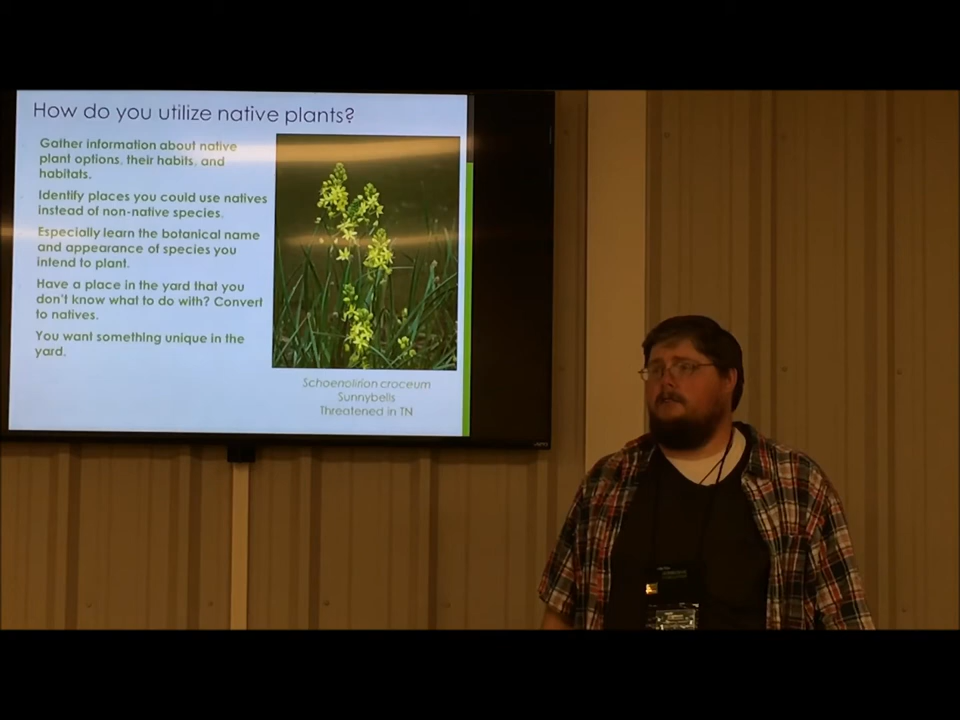 How do you utilize native plants?
Gather information about native
plant options, their habits, and
habitats.
Identify places you could use natives
instead of non-native species.
Especially learn the botanical name
and appearance of species you
intend to plant.
Have a place in the yard that you
don't know what to do with? Convert
to natives.
You want something unique in the
yard.
Schoenolirion croceum
Sunnybells
Threatened in TN